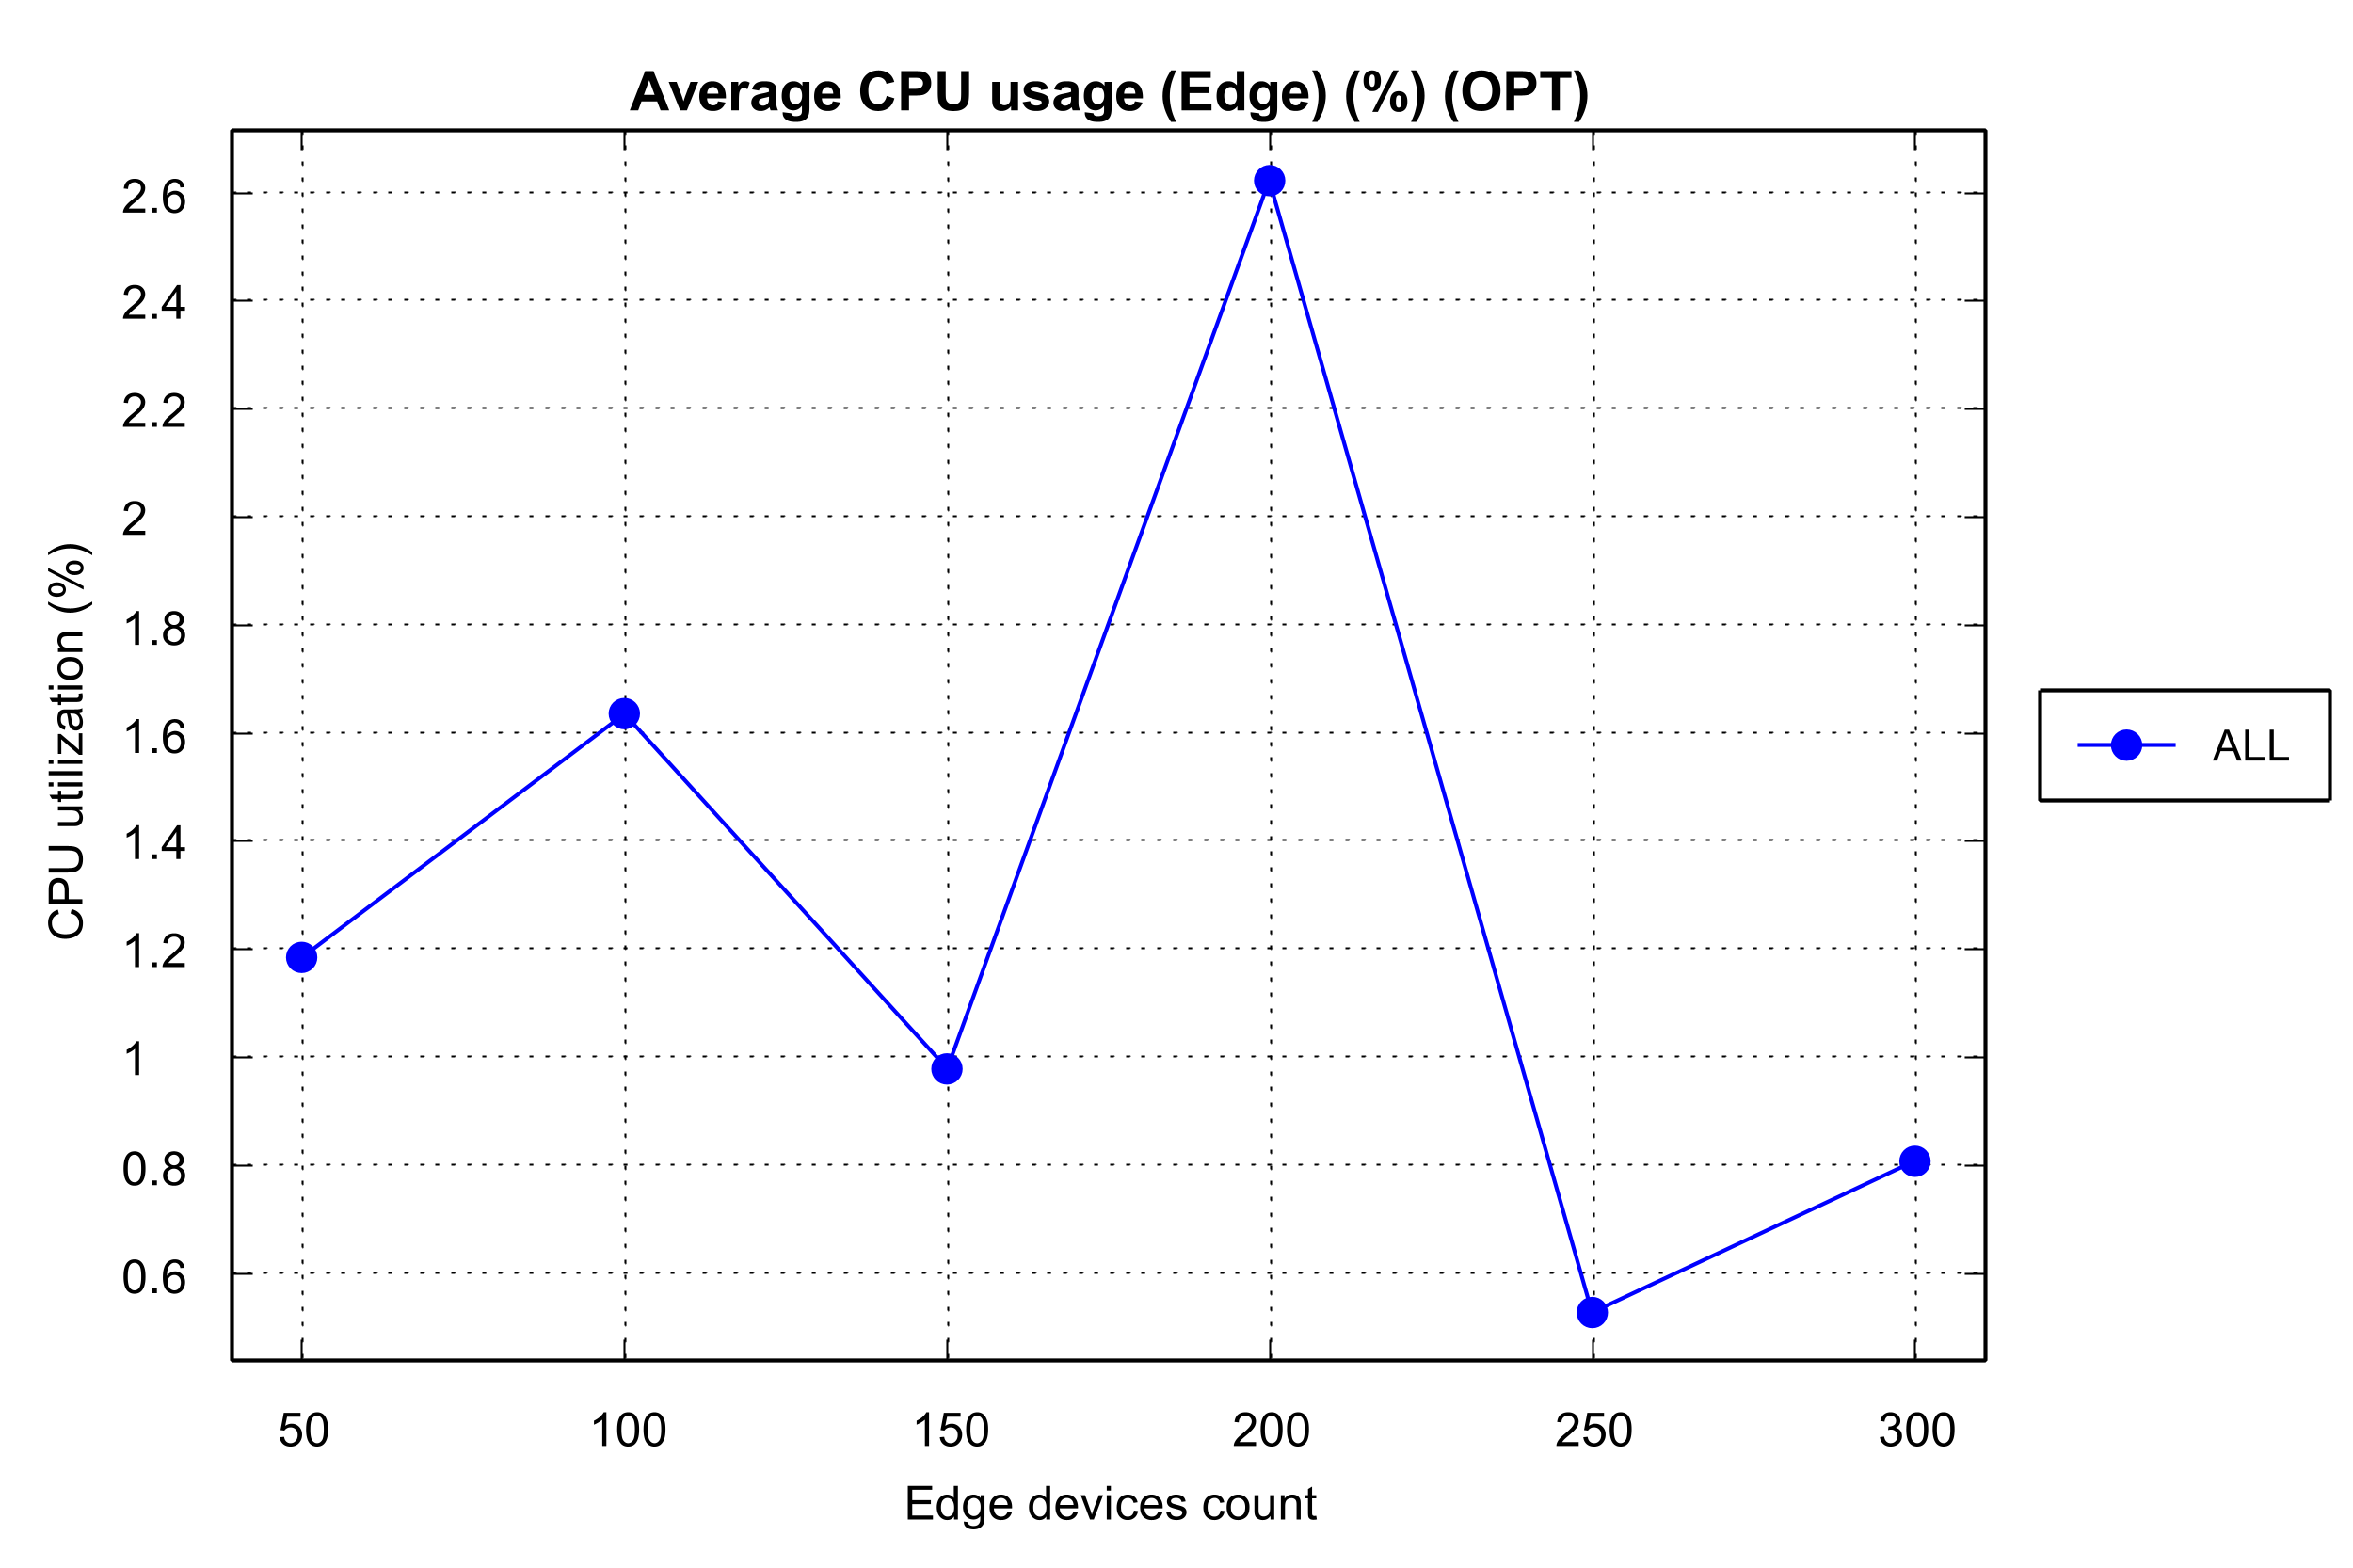 Average CPU usage (Edge) (%) (OPT)
2.6
2.4
2.2
2
1.8
1.6
1.4
1.2
1
0.8
0.6
CPU utilization (%)
ALL
50 100 150 200 250 300
Edge devices count